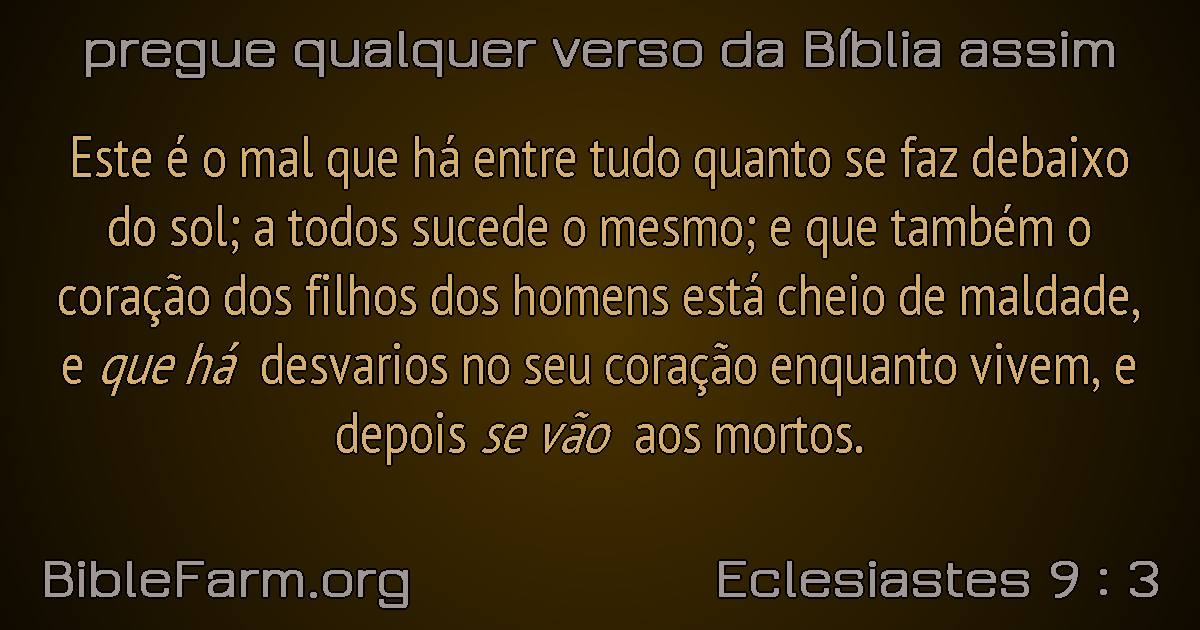 pregue qualquer verso da Bíblia assim
Este é o mal que há entre tudo quanto se faz debaixo
do sol; a todos sucede o mesmo; e que também o
coração dos filhos dos homens está cheio de maldade,
e que há desvarios no seu coração enquanto vivem, e
depois se vão aos mortos.
BibleFarm.org
Eclesiastes 9 : 3